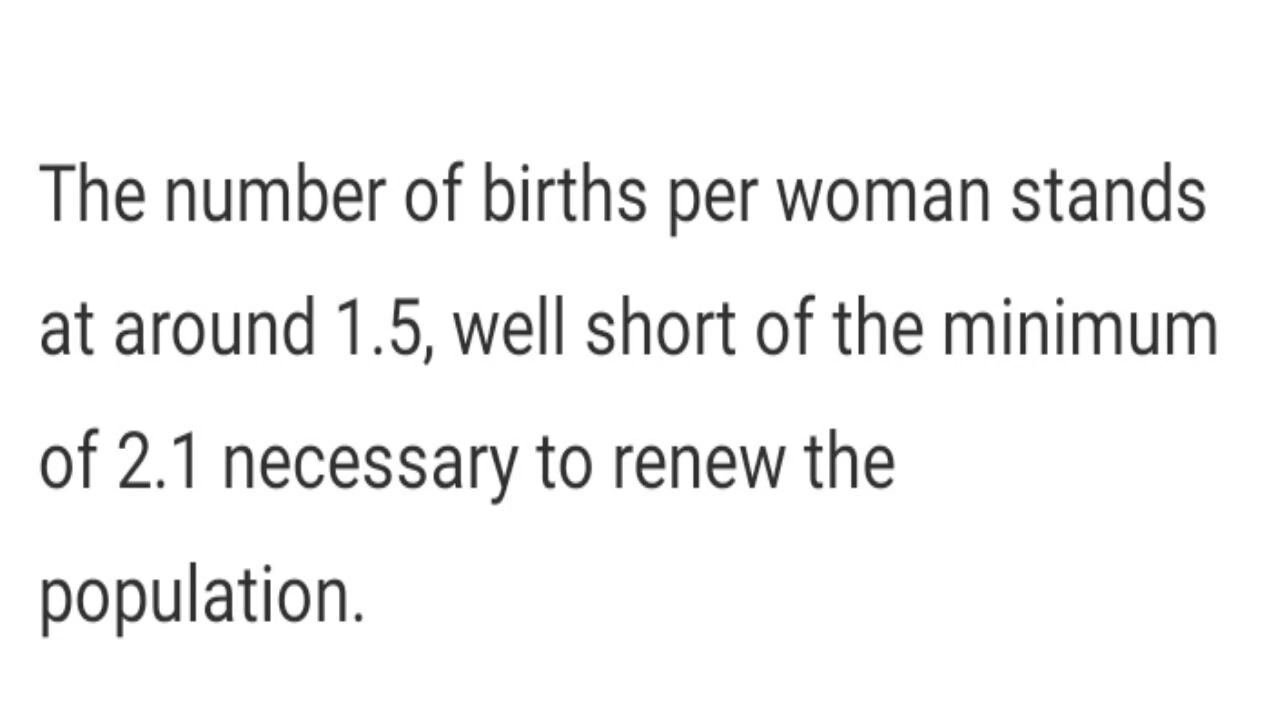 The number of births per woman stands
at around 1.5, well short of the minimum
of 2.1 necessary to renew the
population.